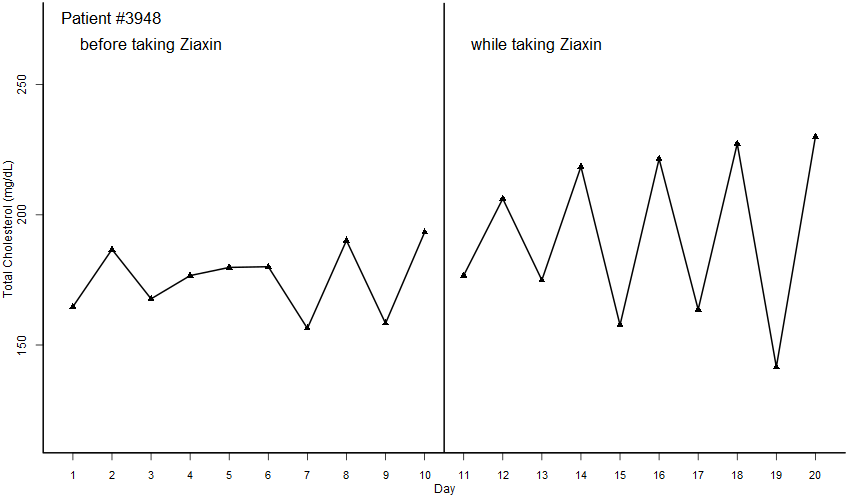 Patient #3948
before taking Ziaxin
while taking Ziaxin
Total Cholesterol (mg/dL)
250
200
150
1 2 3 4 5 6 7 8 9 10 11 12 13 14 15 16 17 18 19 20
Day